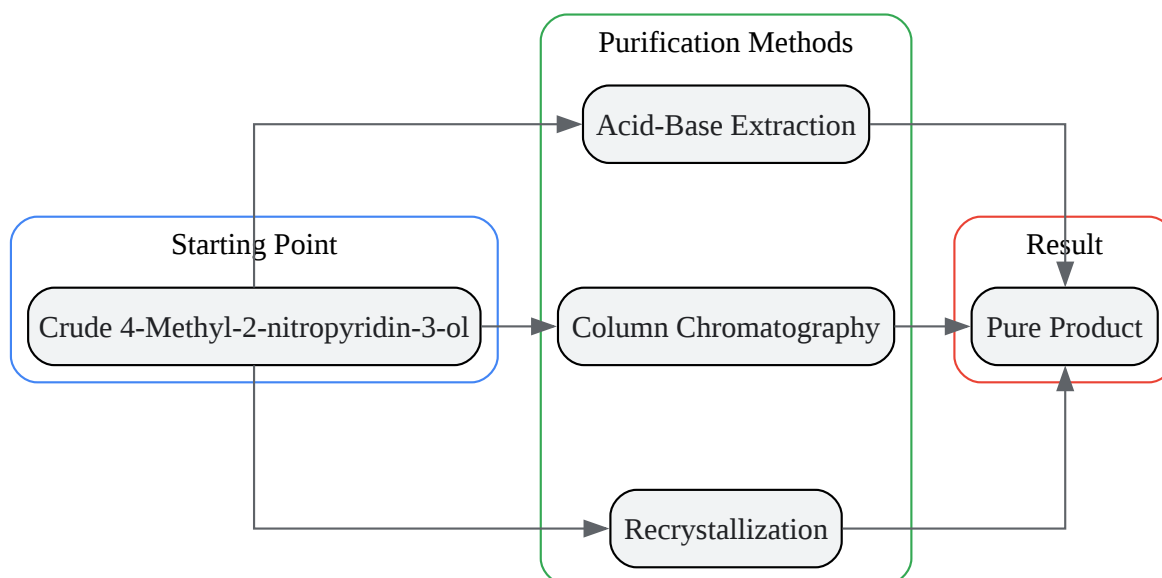 Purification Methods
Acid-Base Extraction
Starting Point
Result
Crude 4-Methyl-2-nitropyridin-3-ol
Column Chromatography
Pure Product
Recrystallization